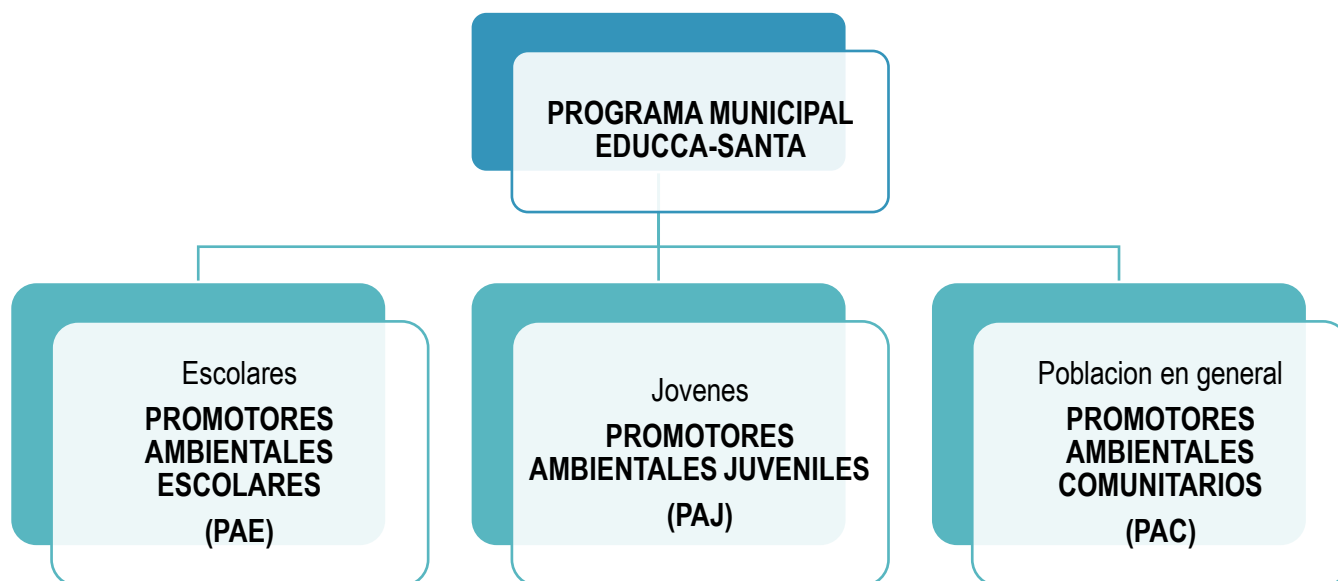 PROGRAMA MUNICIPAL
EDUCCA-SANTA
Escolares
PROMOTORES
AMBIENTALES
ESCOLARES
(PAE)
Jovenes
PROMOTORES
AMBIENTALES JUVENILES
(PAJ)
Poblacion en general
PROMOTORES
AMBIENTALES
COMUNITARIOS
(PAC)